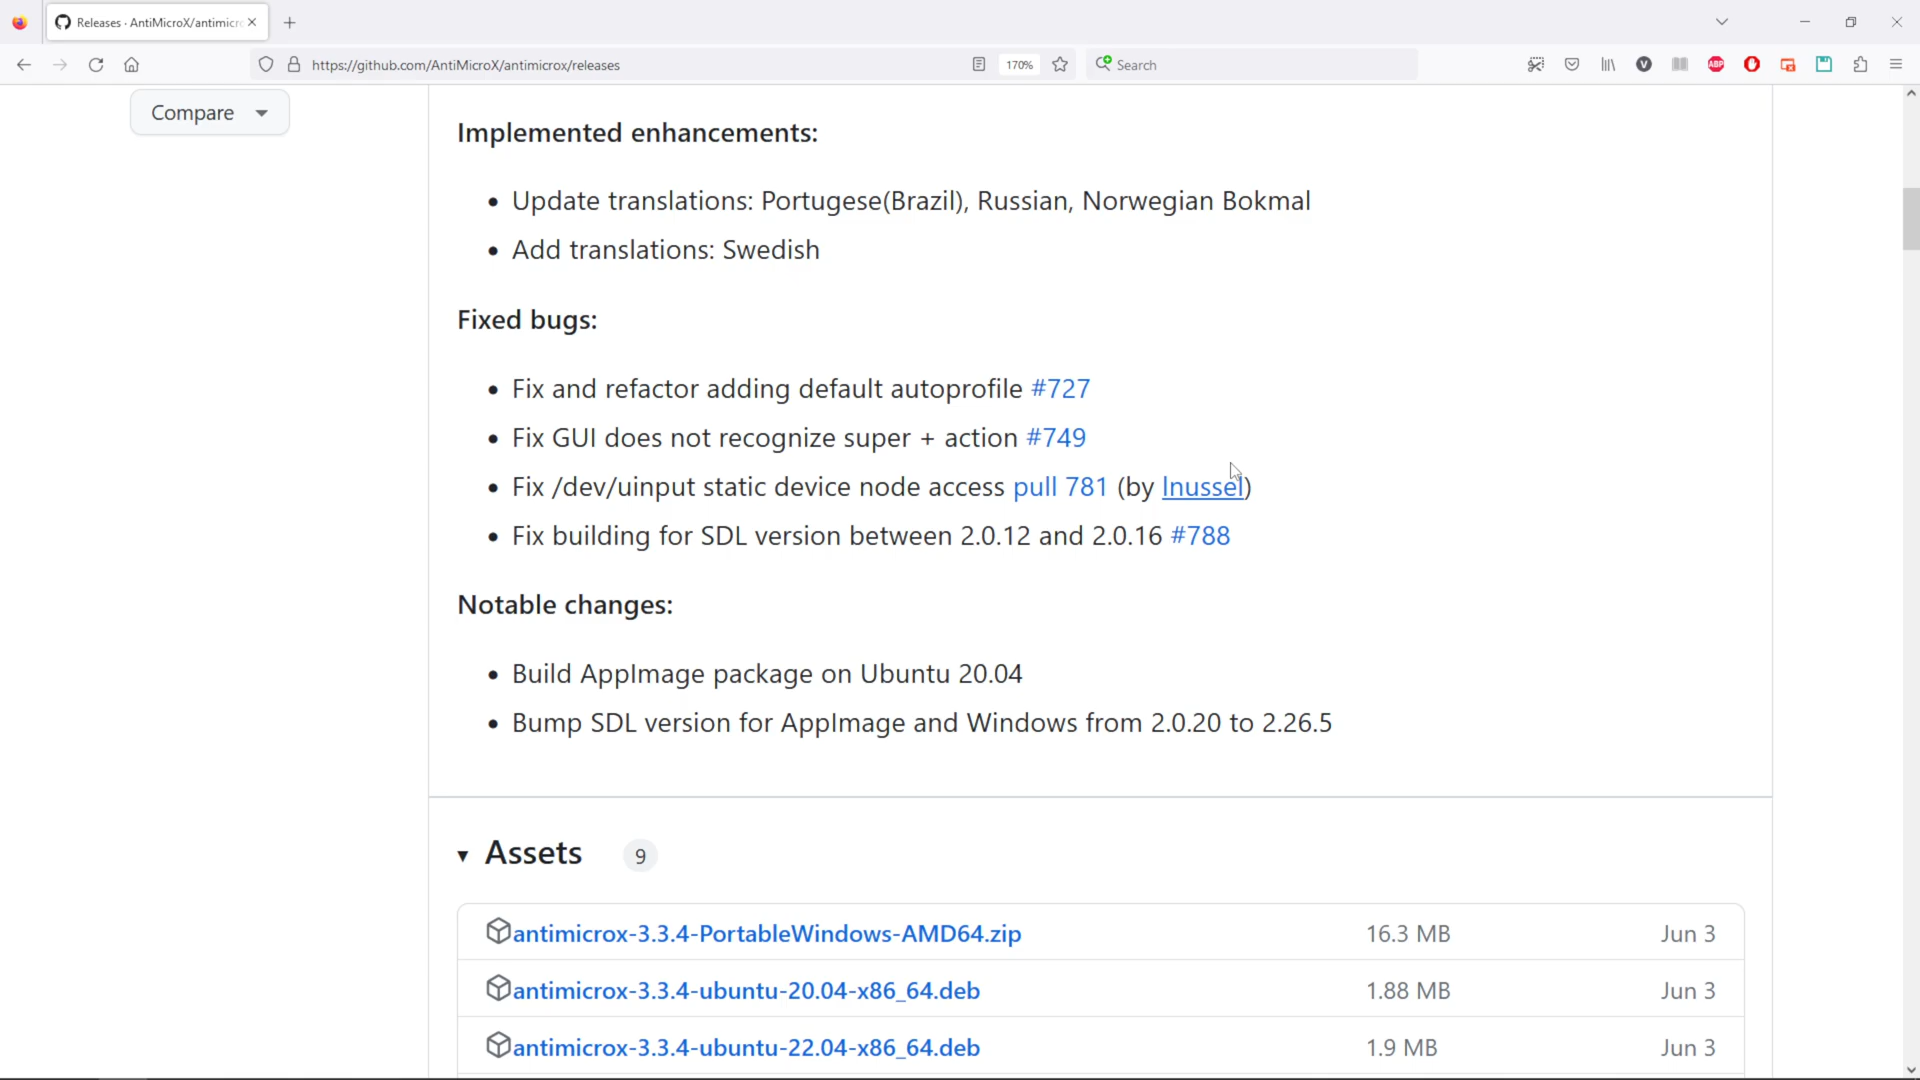 Releases · AntiMicroX/antimicro
https://github.com/AntiMicroX/antimicrox/releases
170%
Search
V
ABP
Compare
Implemented enhancements:
• Update translations: Portugese(Brazil), Russian, Norwegian Bokmal
• Add translations: Swedish
Fixed bugs:
• Fix and refactor adding default autoprofile #727
• Fix GUI does not recognize super + action #749
• Fix /dev/uinput static device node access pull 781 (by lnussel)
• Fix building for SDL version between 2.0.12 and 2.0.16 #788
Notable changes:
• Build AppImage package on Ubuntu 20.04
• Bump SDL version for AppImage and Windows from 2.0.20 to 2.26.5
Assets 9
antimicrox-3.3.4-PortableWindows-AMD64.zip 16.3 MB Jun 3
antimicrox-3.3.4-ubuntu-20.04-x86_64.deb 1.88 MB Jun 3
antimicrox-3.3.4-ubuntu-22.04-x86_64.deb 1.9 MB Jun 3